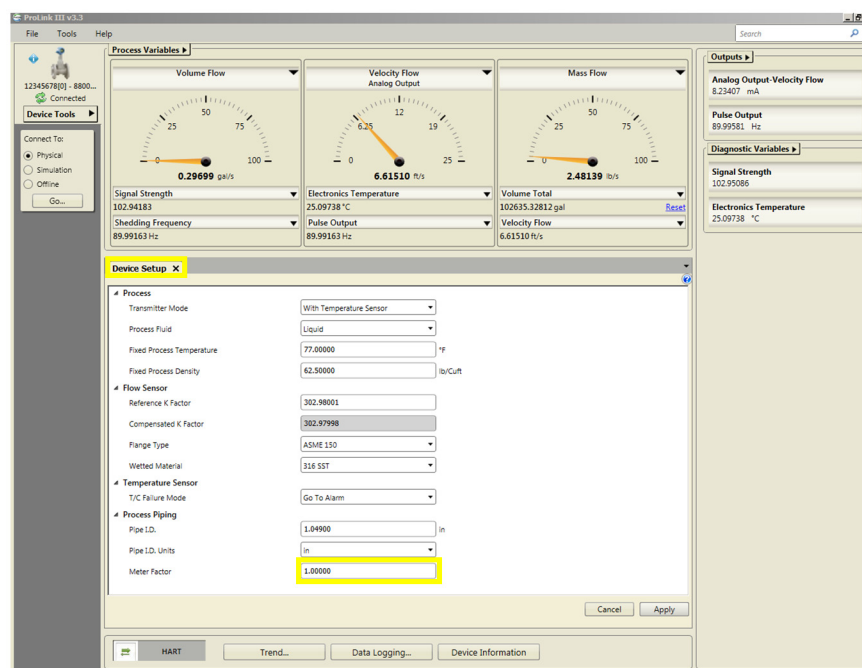 ProLink III v3.3
File Tools Help
Search
12345678[0] - 8800...
Connected
Device Tools
Connect To:
Physical
Simulation
Offline
Go...
Process Variables
Volume Flow
0 25 50 75 100
0.29699 gal/s
Velocity Flow
Analog Output
0 6.25 12 19 25
6.61510 ft/s
Mass Flow
0 25 50 75 100
2.48139 lb/s
Signal Strength
102.94183
Electronics Temperature
25.09738 °C
Volume Total
102635.32812 gal Reset
Shedding Frequency
89.99163 Hz
Pulse Output
89.99163 Hz
Velocity Flow
6.61510 ft/s
Outputs
Analog Output-Velocity Flow
8.23407 mA
Pulse Output
89.99581 Hz
Diagnostic Variables
Signal Strength
102.95086
Electronics Temperature
25.09738 °C
Device Setup X
Process
Transmitter Mode With Temperature Sensor
Process Fluid Liquid
Fixed Process Temperature 77.00000 °F
Fixed Process Density 62.50000 lb/Cuft
Flow Sensor
Reference K Factor 302.98001
Compensated K Factor 302.97998
Flange Type ASME 150
Wetted Material 316 SST
Temperature Sensor
T/C Failure Mode Go To Alarm
Process Piping
Pipe I.D. 1.04900 in
Pipe I.D. Units in
Meter Factor 1.00000
Cancel Apply
HART Trend... Data Logging... Device Information